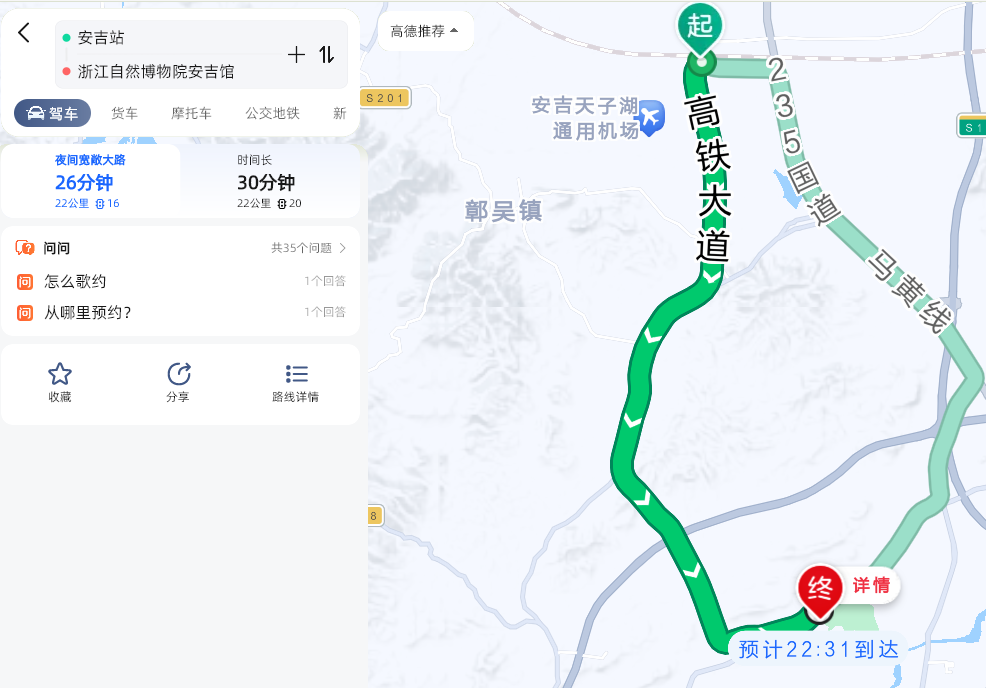 安吉站
浙江自然博物院安吉馆
驾车
货车
摩托车
公交地铁
新
夜间宽敞大路
26分钟
22公里 16
时间长
30分钟
22公里 20
问问
共35个问题
问 怎么歌约
1个回答
问 从哪里预约?
1个回答
收藏
分享
路线详情
高德推荐
起
S201
安吉天子湖
通用机场
鄣吴镇
高铁大道
235国道
马黄线
S1
8
终
详情
预计22:31到达